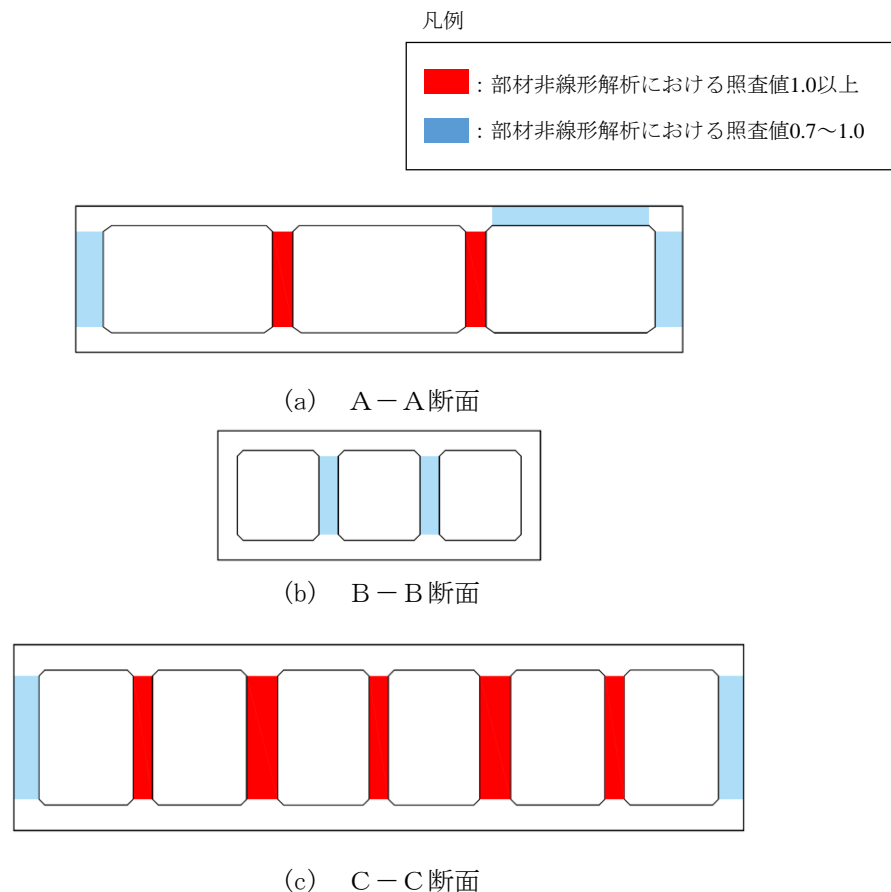 凡例
：部材非線形解析における照査値1.0以上
：部材非線形解析における照査値0.7～1.0
(a)　Ａ－Ａ断面
(b)　Ｂ－Ｂ断面
(c)　Ｃ－Ｃ断面